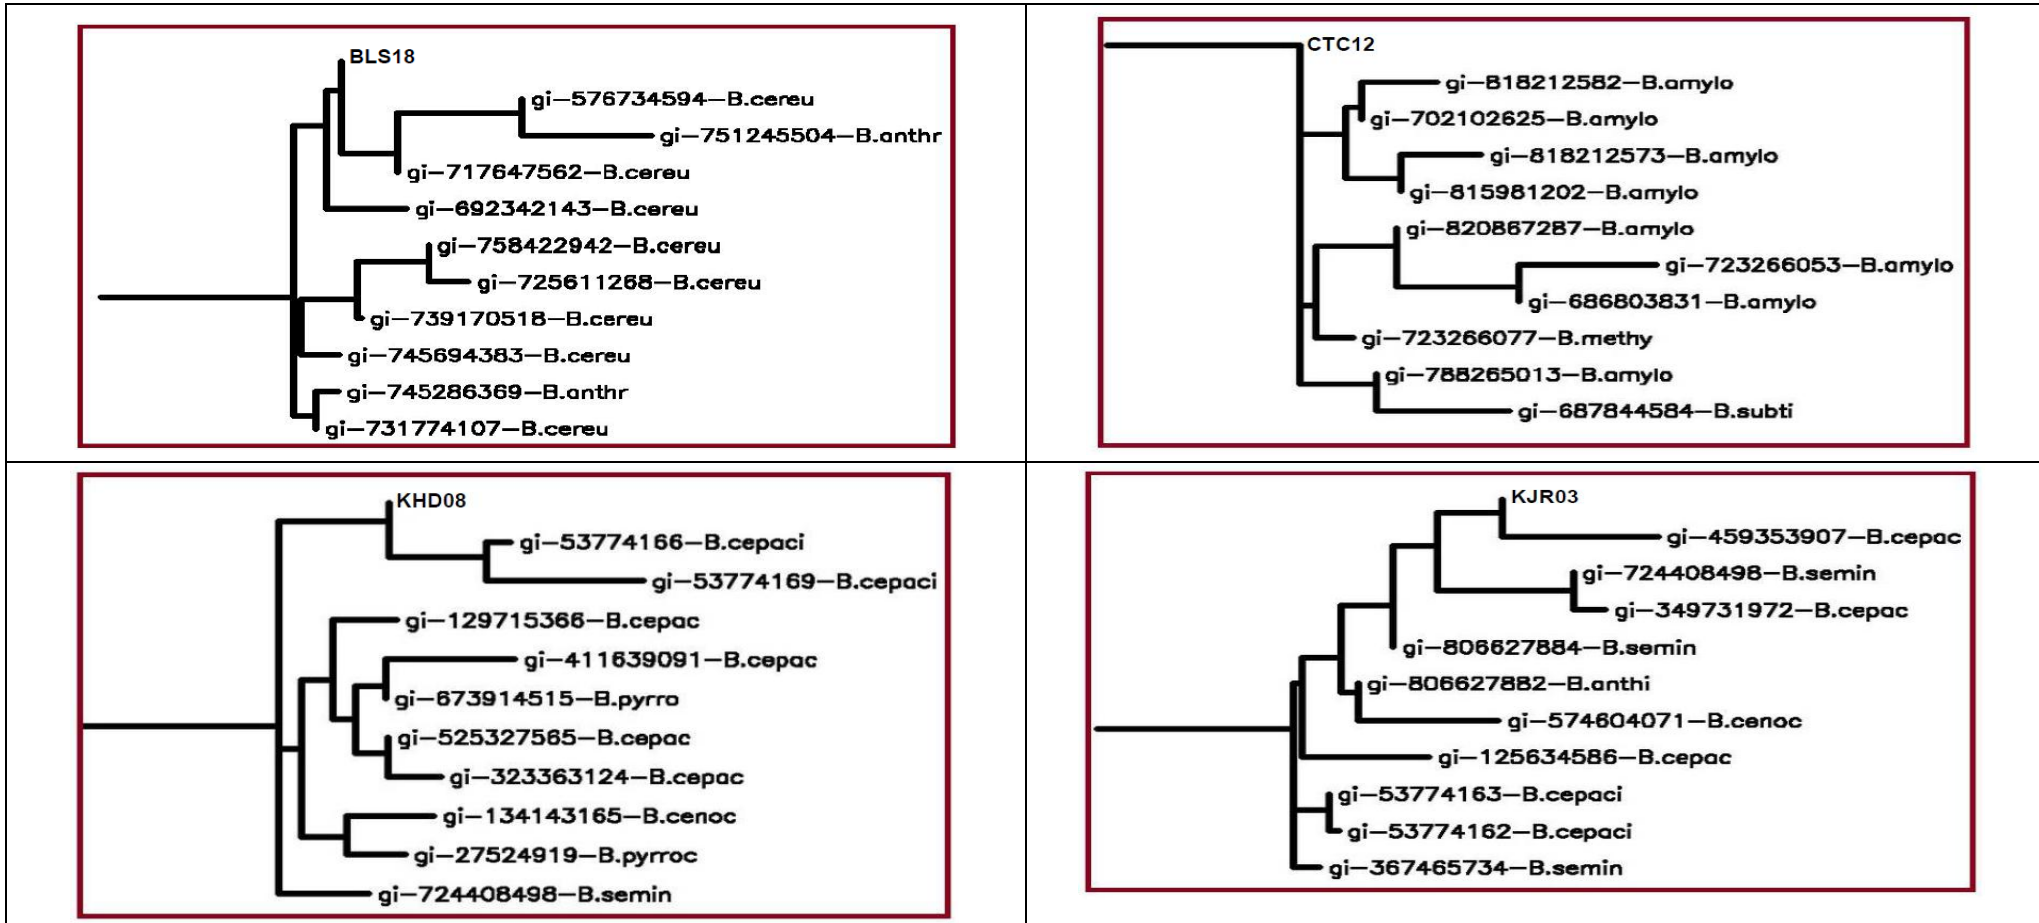 BLS18
gi-576734594-B.cereu
gi-751245504-B.anthr
gi-717647562-B.cereu
gi-692342143-B.cereu
gi-758422942-B.cereu
gi-725611268-B.cereu
gi-739170518-B.cereu
gi-745694383-B.cereu
gi-745286369-B.anthr
gi-731774107-B.cereu
CTC12
gi-818212582-B.amylo
gi-702102625-B.amylo
gi-818212573-B.amylo
gi-815981202-B.amylo
gi-820867287-B.amylo
gi-723266053-B.amylo
gi-686803831-B.amylo
gi-723266077-B.methy
gi-788265013-B.amylo
gi-687844584-B.subti
KHD08
gi-53774166-B.cepaci
gi-53774169-B.cepaci
gi-129715366-B.cepac
gi-411639091-B.cepac
gi-673914515-B.pyrro
gi-525327565-B.cepac
gi-323363124-B.cepac
gi-134143165-B.cenoc
gi-27524919-B.pyrroc
gi-724408498-B.semin
KJR03
gi-459353907-B.cepac
gi-724408498-B.semin
gi-349731972-B.cepac
gi-806627884-B.semin
gi-806627882-B.anthi
gi-574604071-B.cenoc
gi-125634586-B.cepac
gi-53774163-B.cepaci
gi-53774162-B.cepaci
gi-367465734-B.semin